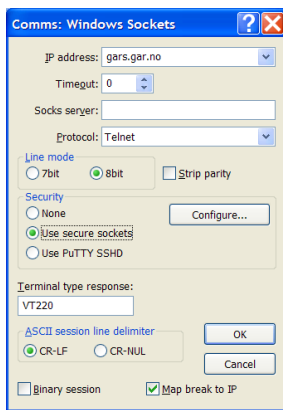 Comms: Windows Sockets
IP address: gars.gar.no
Timeout: 0
Socks server:
Protocol: Telnet
Line mode
7bit 8bit Strip parity
Security
None Configure...
Use secure sockets
Use PuTTY SSHD
Terminal type response:
VT220
ASCII session line delimiter
CR-LF CR-NUL OK
Cancel
Binary session Map break to IP